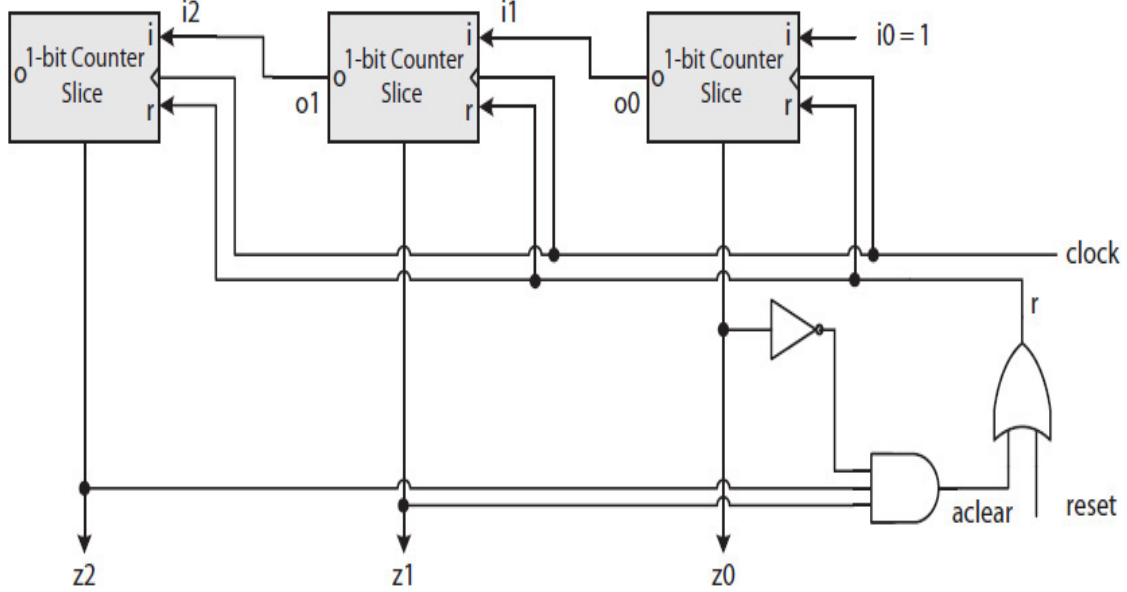 i2
i1
i
i
i
i0 = 1
1-bit Counter
Slice
1-bit Counter
Slice
1-bit Counter
Slice
o
o
o
o1
o0
r
r
r
clock
r
aclear
reset
z2
z1
z0